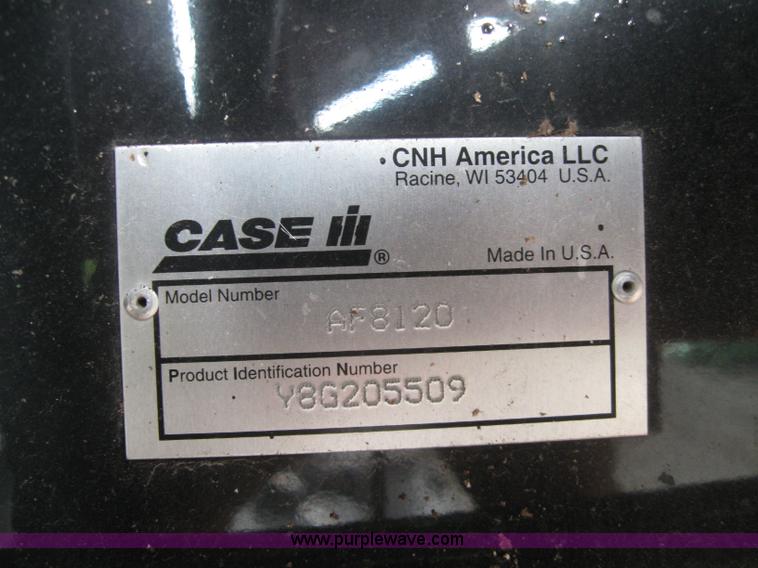 CNH America LLC
Racine, WI 53404 U.S.A.
CASE IH ®
Made In U.S.A.
Model Number
AF8120
Product Identification Number
Y8G205509
www.purplewave.com